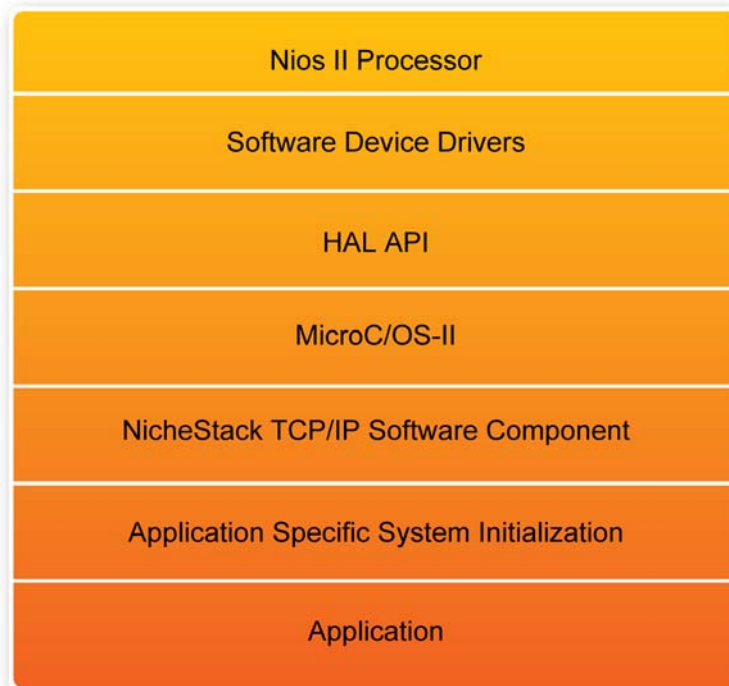 Nios II Processor
Software Device Drivers
HAL API
MicroC/OS-II
NicheStack TCP/IP Software Component
Application Specific System Initialization
Application